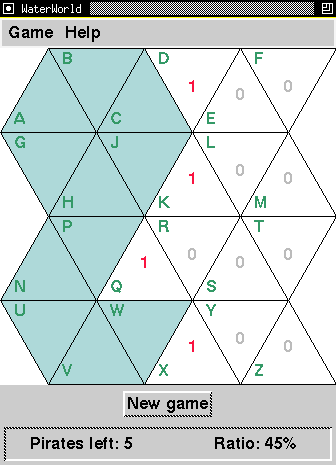 WaterWorld
Game Help
B D F
1 0 0
A C E
G J L
1 0 0
H K M
P R T
1 0 0 0
N Q S
U W Y
1 0 0
V X Z
New game
Pirates left: 5 Ratio: 45%